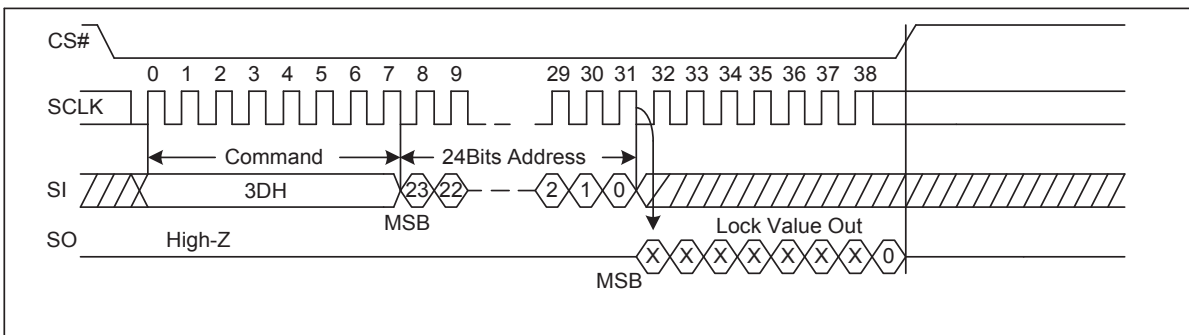 CS#
0 1 2 3 4 5 6 7 8 9 29 30 31 32 33 34 35 36 37 38
SCLK
Command 24Bits Address
SI 3DH 23 22 2 1 0
MSB
SO High-Z Lock Value Out
X X X X X X X 0
MSB